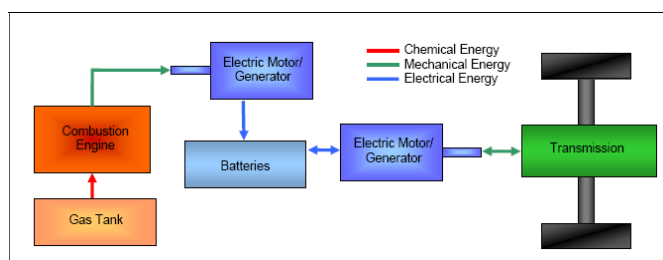 Electric Motor/
Generator
Chemical Energy
Mechanical Energy
Electrical Energy
Combustion
Engine
Batteries
Electric Motor/
Generator
Transmission
Gas Tank